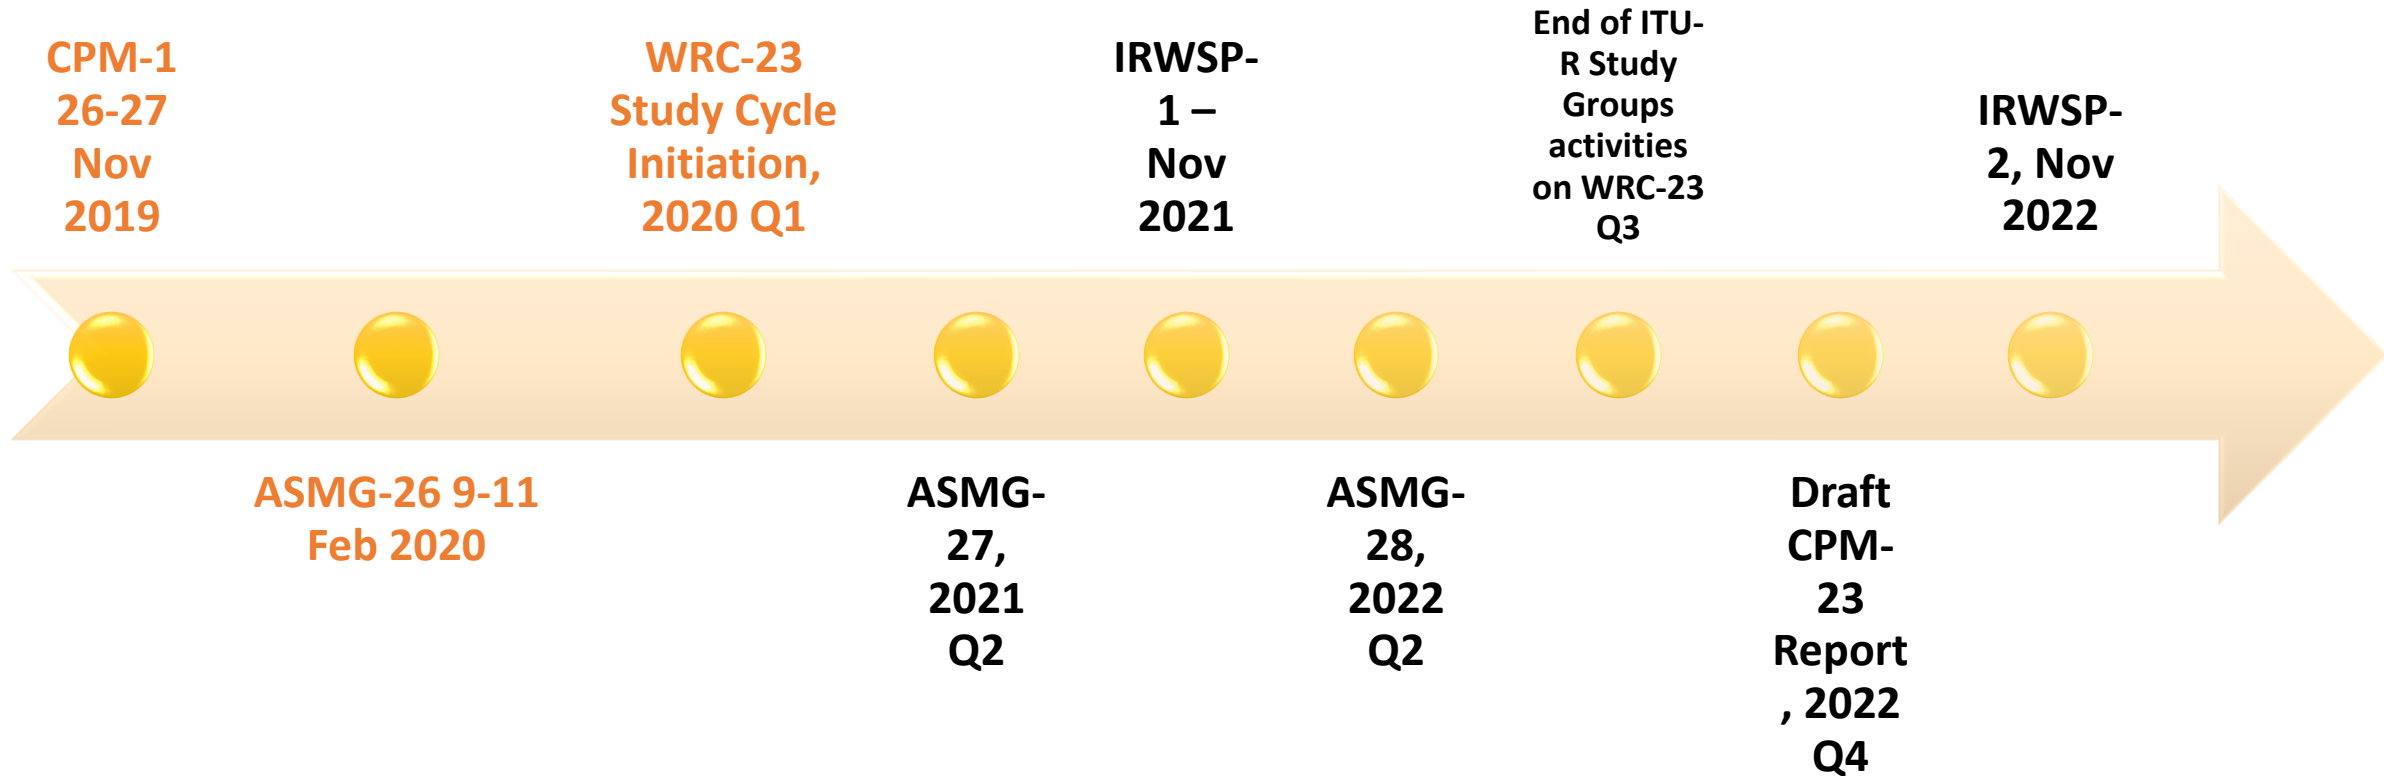 CPM-1
26-27
Nov
2019
ASMG-26 9-11
Feb 2020
WRC-23
Study Cycle
Initiation,
2020 Q1
ASMG-
27,
2021
Q2
IRWSP-
1 –
Nov
2021
ASMG-
28,
2022
Q2
End of ITU-
R Study
Groups
activities
on WRC-23
Q3
Draft
CPM-
23
Report
, 2022
Q4
IRWSP-
2, Nov
2022